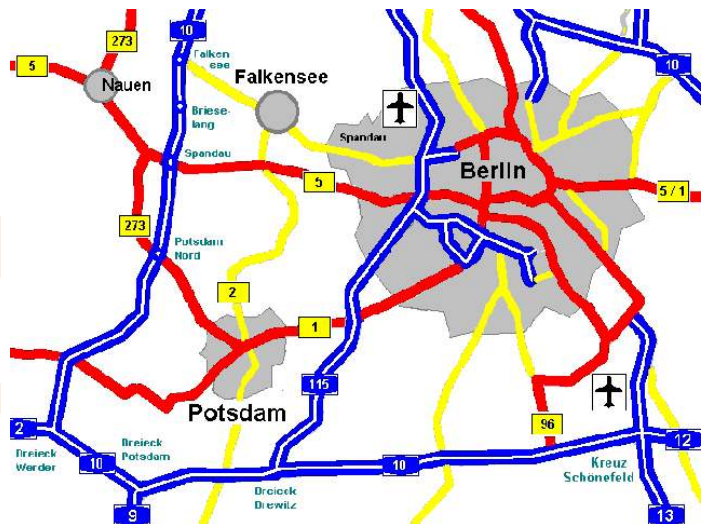 273
10
5
Falken
see
Falkensee
Nauen
10
Briese-
lang
Spandau
Spandau
Berlin
5
5 / 1
273
Potsdam
Nord
2
1
115
Potsdam
96
2
Dreieck
Werder
10
Dreieck
Potsdam
10
12
Kreuz
Schönefeld
Dreieck
Drewitz
9
13